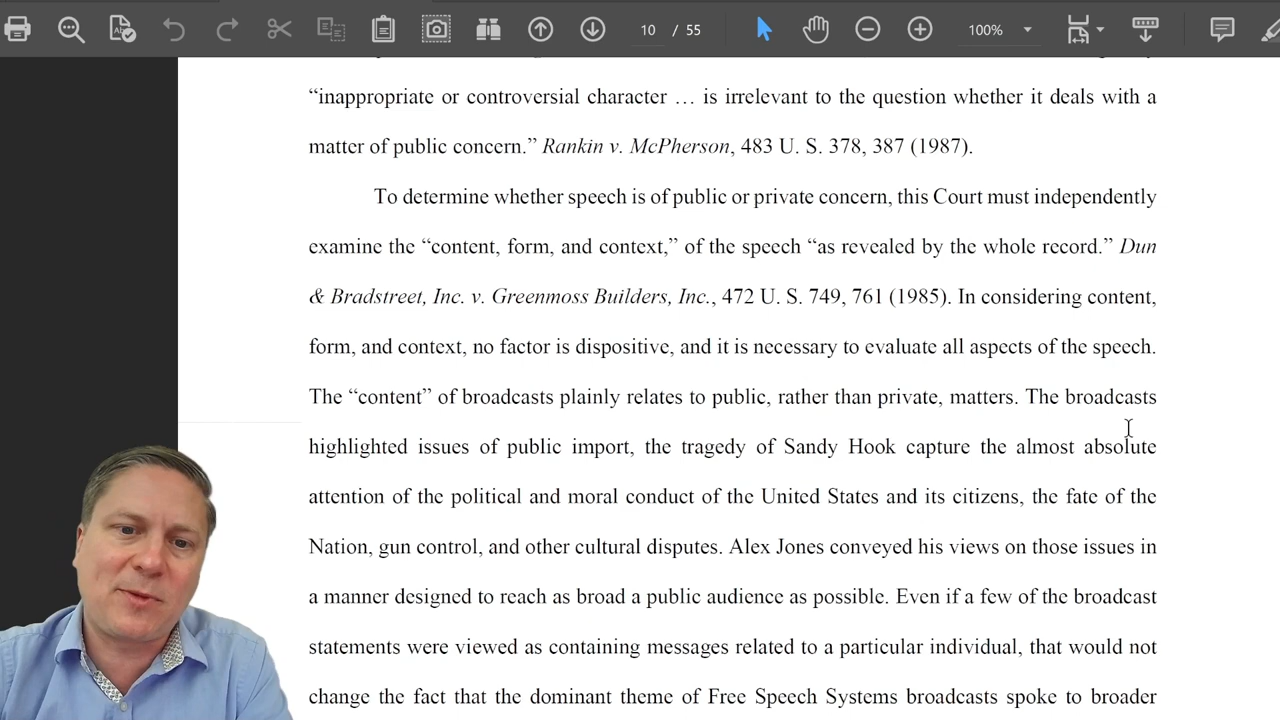 10 / 55
100%
“inappropriate or controversial character … is irrelevant to the question whether it deals with a
matter of public concern.” Rankin v. McPherson, 483 U. S. 378, 387 (1987).
To determine whether speech is of public or private concern, this Court must independently
examine the “content, form, and context,” of the speech “as revealed by the whole record.” Dun
& Bradstreet, Inc. v. Greenmoss Builders, Inc., 472 U. S. 749, 761 (1985). In considering content,
form, and context, no factor is dispositive, and it is necessary to evaluate all aspects of the speech.
The “content” of broadcasts plainly relates to public, rather than private, matters. The broadcasts
highlighted issues of public import, the tragedy of Sandy Hook capture the almost absolute
attention of the political and moral conduct of the United States and its citizens, the fate of the
Nation, gun control, and other cultural disputes. Alex Jones conveyed his views on those issues in
a manner designed to reach as broad a public audience as possible. Even if a few of the broadcast
statements were viewed as containing messages related to a particular individual, that would not
change the fact that the dominant theme of Free Speech Systems broadcasts spoke to broader